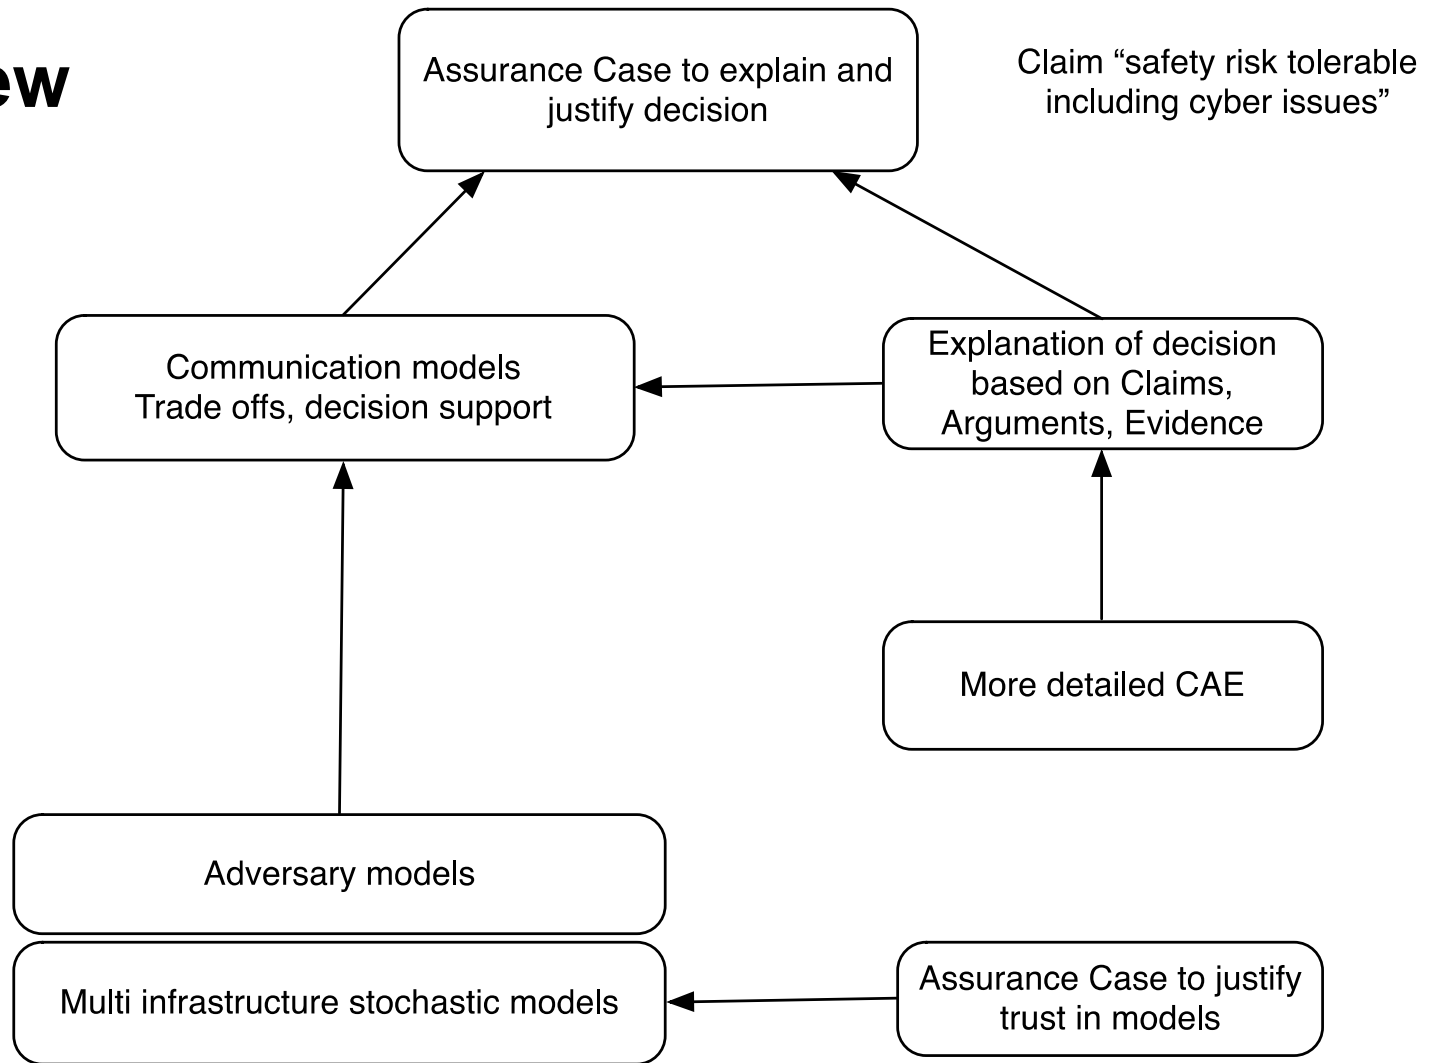 Assurance Case to explain and
justify decision
Claim “safety risk tolerable
including cyber issues”
Communication models
Trade offs, decision support
Explanation of decision
based on Claims,
Arguments, Evidence
More detailed CAE
Adversary models
Multi infrastructure stochastic models
Assurance Case to justify
trust in models